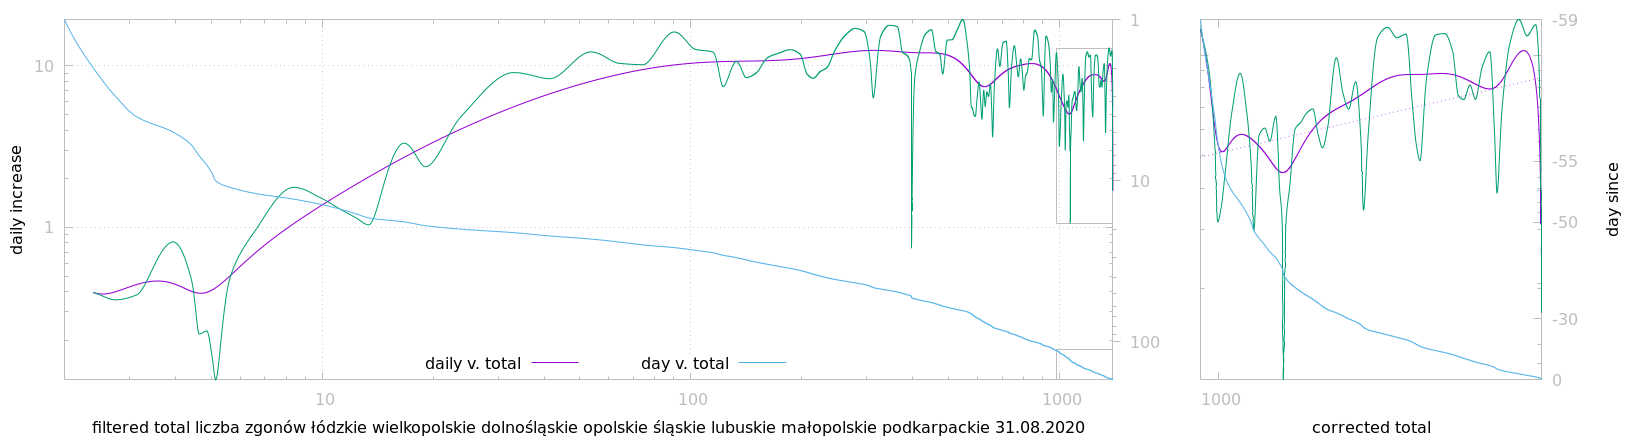 1
-59
10
daily increase
1
10
100
-55
-50
-30
0
day since
daily v. total
day v. total
10
100
1000
1000
filtered total liczba zgonów łódzkie wielkopolskie dolnośląskie opolskie śląskie lubuskie małopolskie podkarpackie 31.08.2020
corrected total